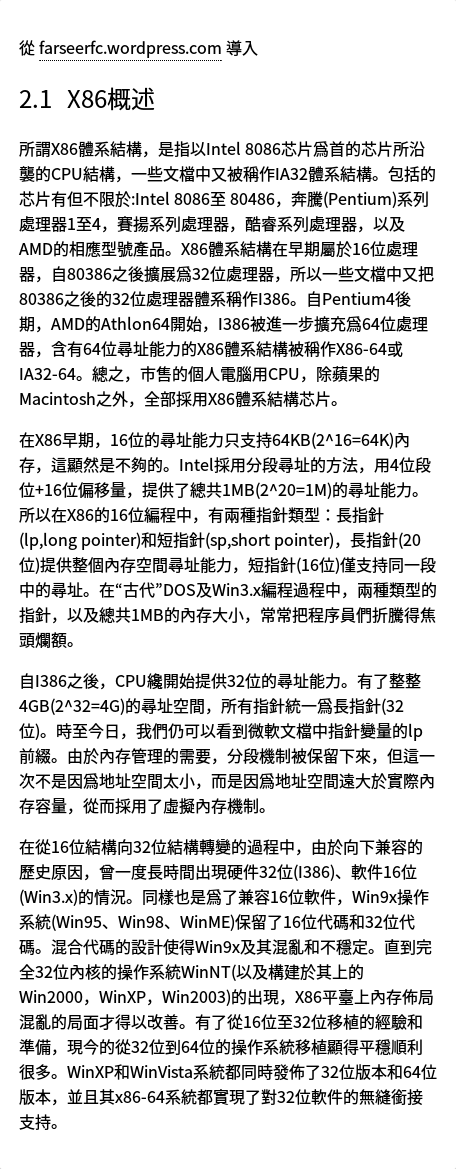 從 farseerfc.wordpress.com 導入
2.1 X86概述
所謂X86體系結構，是指以Intel 8086芯片爲首的芯片所沿
襲的CPU結構，一些文檔中又被稱作IA32體系結構。包括的
芯片有但不限於:Intel 8086至 80486，奔騰(Pentium)系列
處理器1至4，賽揚系列處理器，酷睿系列處理器，以及
AMD的相應型號產品。X86體系結構在早期屬於16位處理
器，自80386之後擴展爲32位處理器，所以一些文檔中又把
80386之後的32位處理器體系稱作I386。自Pentium4後
期，AMD的Athlon64開始，I386被進一步擴充爲64位處理
器，含有64位尋址能力的X86體系結構被稱作X86-64或
IA32-64。總之，市售的個人電腦用CPU，除蘋果的
Macintosh之外，全部採用X86體系結構芯片。
在X86早期，16位的尋址能力只支持64KB(2^16=64K)內
存，這顯然是不夠的。Intel採用分段尋址的方法，用4位段
位+16位偏移量，提供了總共1MB(2^20=1M)的尋址能力。
所以在X86的16位編程中，有兩種指針類型：長指針
(lp,long pointer)和短指針(sp,short pointer)，長指針(20
位)提供整個內存空間尋址能力，短指針(16位)僅支持同一段
中的尋址。在“古代”DOS及Win3.x編程過程中，兩種類型的
指針，以及總共1MB的內存大小，常常把程序員們折騰得焦
頭爛額。
自I386之後，CPU纔開始提供32位的尋址能力。有了整整
4GB(2^32=4G)的尋址空間，所有指針統一爲長指針(32
位)。時至今日，我們仍可以看到微軟文檔中指針變量的lp
前綴。由於內存管理的需要，分段機制被保留下來，但這一
次不是因爲地址空間太小，而是因爲地址空間遠大於實際內
存容量，從而採用了虛擬內存機制。
在從16位結構向32位結構轉變的過程中，由於向下兼容的
歷史原因，曾一度長時間出現硬件32位(I386)、軟件16位
(Win3.x)的情況。同樣也是爲了兼容16位軟件，Win9x操作
系統(Win95、Win98、WinME)保留了16位代碼和32位代
碼。混合代碼的設計使得Win9x及其混亂和不穩定。直到完
全32位內核的操作系統WinNT(以及構建於其上的
Win2000，WinXP，Win2003)的出現，X86平臺上內存佈局
混亂的局面才得以改善。有了從16位至32位移植的經驗和
準備，現今的從32位到64位的操作系統移植顯得平穩順利
很多。WinXP和WinVista系統都同時發佈了32位版本和64位
版本，並且其x86-64系統都實現了對32位軟件的無縫銜接
支持。